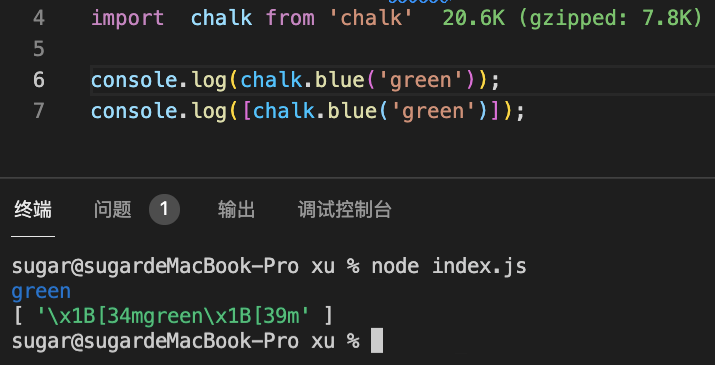 4 import chalk from 'chalk' 20.6K (gzipped: 7.8K)
5
6 console.log(chalk.blue('green'));
7 console.log([chalk.blue('green')]);
终端 问题 1 输出 调试控制台
sugar@sugardeMacBook-Pro xu % node index.js
green
[ '\x1B[34mgreen\x1B[39m' ]
sugar@sugardeMacBook-Pro xu %